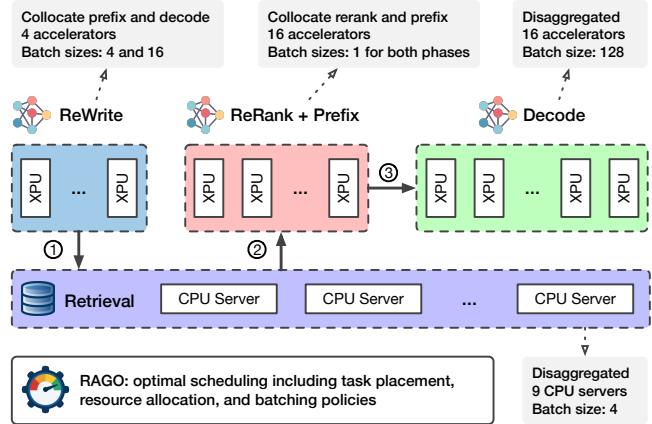 Collocate prefix and decode
4 accelerators
Batch sizes: 4 and 16
Collocate rerank and prefix
16 accelerators
Batch sizes: 1 for both phases
Disaggregated
16 accelerators
Batch size: 128
ReWrite
ReRank + Prefix
Decode
XPU ... XPU
XPU XPU ... XPU
3
XPU XPU ... XPU XPU
1
2
Retrieval
CPU Server
CPU Server
...
CPU Server
RAGO: optimal scheduling including task placement,
resource allocation, and batching policies
Disaggregated
9 CPU servers
Batch size: 4